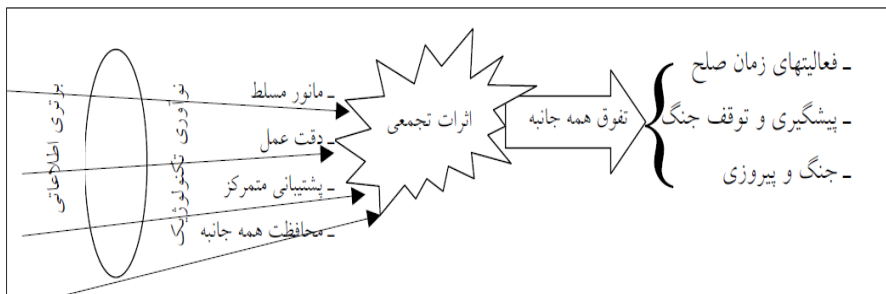 برتری اطلاعاتی
نوآوری تکنولوژیک
ـ مانور مسلط
ـ دقت عمل
ـ پشتیبانی متمرکز
ـ محافظت همه جانبه
اثرات تجمعی
تفوق همه جانبه
ـ فعالیتهای زمان صلح
ـ پیشگیری و توقف جنگ
ـ جنگ و پیروزی